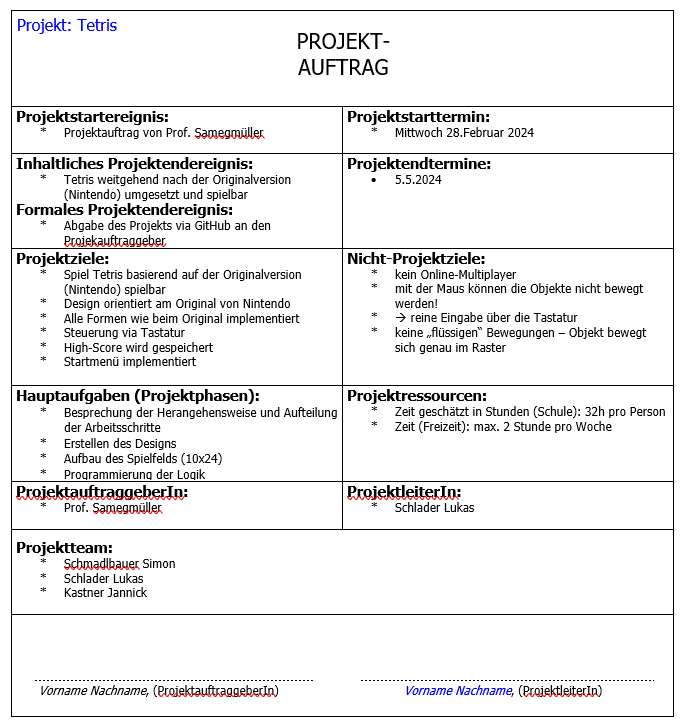 Projekt: Tetris
PROJEKT-
AUFTRAG
Projektstartereignis:
* Projektauftrag von Prof. Samegmüller
Projektstarttermin:
* Mittwoch 28.Februar 2024
Inhaltliches Projektendereignis:
* Tetris weitgehend nach der Originalversion
(Nintendo) umgesetzt und spielbar
Formales Projektendereignis:
* Abgabe des Projekts via GitHub an den
Projekauftraggeber
Projektendtermine:
• 5.5.2024
Projektziele:
* Spiel Tetris basierend auf der Originalversion
(Nintendo) spielbar
* Design orientiert am Original von Nintendo
* Alle Formen wie beim Original implementiert
* Steuerung via Tastatur
* High-Score wird gespeichert
* Startmenü implementiert
Nicht-Projektziele:
* kein Online-Multiplayer
* mit der Maus können die Objekte nicht bewegt
werden!
* → reine Eingabe über die Tastatur
* keine „flüssigen“ Bewegungen – Objekt bewegt
sich genau im Raster
Hauptaufgaben (Projektphasen):
* Besprechung der Herangehensweise und Aufteilung
der Arbeitsschritte
* Erstellen des Designs
* Aufbau des Spielfelds (10x24)
* Programmierung der Logik
Projektressourcen:
* Zeit geschätzt in Stunden (Schule): 32h pro Person
* Zeit (Freizeit): max. 2 Stunde pro Woche
ProjektauftraggeberIn:
* Prof. Samegmüller
ProjektleiterIn:
* Schlader Lukas
Projektteam:
* Schmadlbauer Simon
* Schlader Lukas
* Kastner Jannick
Vorname Nachname, (ProjektauftraggeberIn)
Vorname Nachname, (ProjektleiterIn)